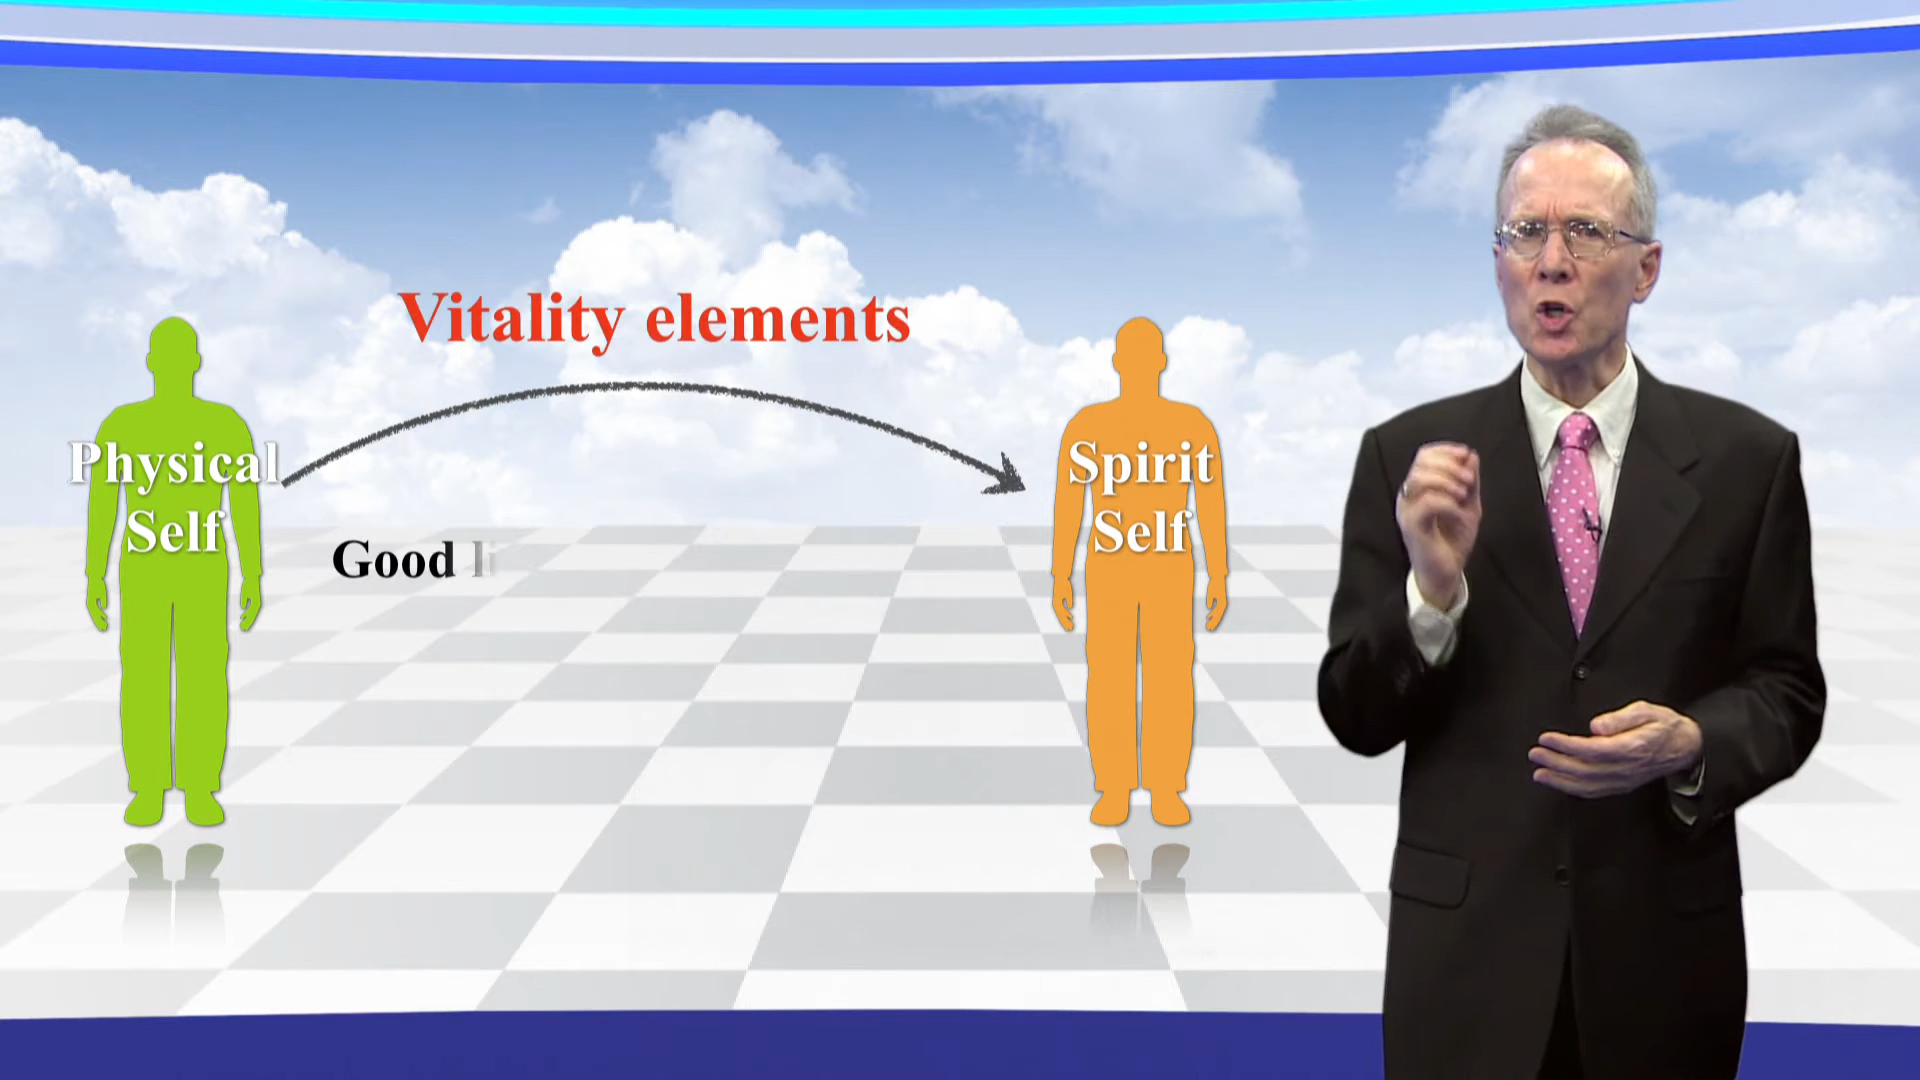 Vitality elements
Physical
Self
Spirit
Self
Good